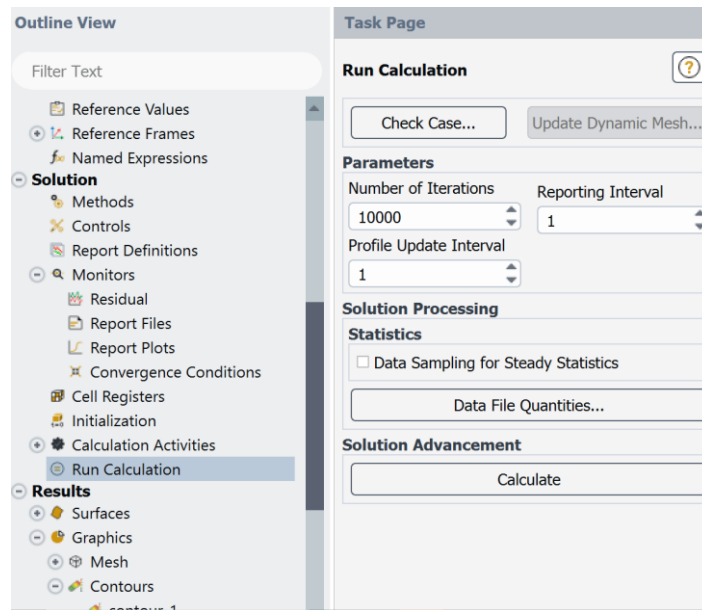 Outline View
Filter Text
Reference Values
Reference Frames
Named Expressions
Solution
Methods
Controls
Report Definitions
Monitors
Residual
Report Files
Report Plots
Convergence Conditions
Cell Registers
Initialization
Calculation Activities
Run Calculation
Results
Surfaces
Graphics
Mesh
Contours
contour-1
Task Page
Run Calculation
?
Check Case... Update Dynamic Mesh...
Parameters
Number of Iterations Reporting Interval
10000 1
Profile Update Interval
1
Solution Processing
Statistics
Data Sampling for Steady Statistics
Data File Quantities...
Solution Advancement
Calculate